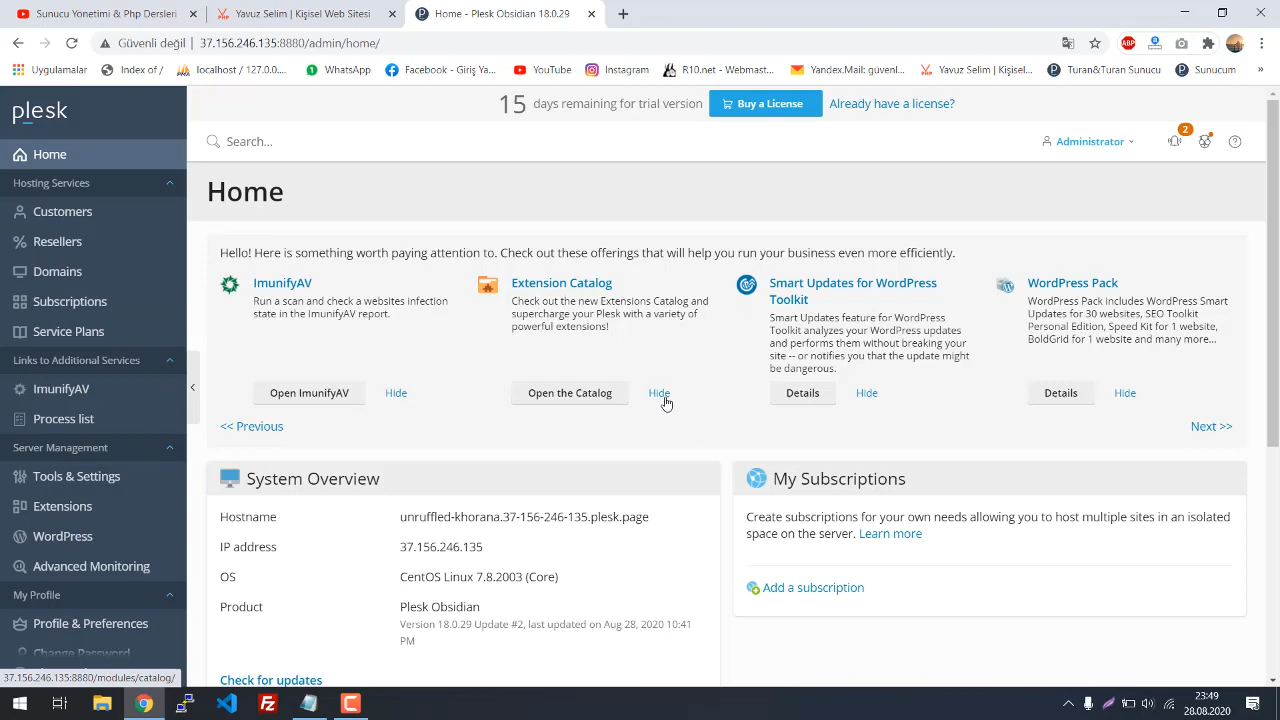 Sunucu Yönetimi & Php Dersleri
Yavuz Selim | Kişisel Web Sitesi
Home - Plesk Obsidian 18.0.29
Güvenli değil
37.156.246.135:8880/admin/home/
ABP
Uygulamalar
Index of /
localhost / 127.0.0...
WhatsApp
Facebook - Giriş Ya...
YouTube
Instagram
R10.net - Webmast...
Yandex.Mail: güvenl...
Yavuz Selim | Kişisel...
Turan&Turan Sunucu
Sunucum
»
plesk
15 days remaining for trial version
Buy a License
Already have a license?
Search...
Administrator
2
Home
Hosting Services
Customers
Resellers
Domains
Subscriptions
Service Plans
Links to Additional Services
ImunifyAV
Process list
Server Management
Tools & Settings
Extensions
WordPress
Advanced Monitoring
My Profile
Profile & Preferences
Change Password
37.156.246.135:8880/modules/catalog/
Home
Hello! Here is something worth paying attention to. Check out these offerings that will help you run your business even more efficiently.
ImunifyAV
Run a scan and check a websites infection
state in the ImunifyAV report.
Open ImunifyAV
Hide
Extension Catalog
Check out the new Extensions Catalog and
supercharge your Plesk with a variety of
powerful extensions!
Open the Catalog
Hide
Smart Updates for WordPress
Toolkit
Smart Updates feature for WordPress
Toolkit analyzes your WordPress updates
and performs them without breaking your
site -- or notifies you that the update might
be dangerous.
Details
Hide
WordPress Pack
WordPress Pack includes WordPress Smart
Updates for 30 websites, SEO Toolkit
Personal Edition, Speed Kit for 1 website,
BoldGrid for 1 website and many more...
Details
Hide
<< Previous
Next >>
System Overview
Hostname
unruffled-khorana.37-156-246-135.plesk.page
IP address
37.156.246.135
OS
CentOS Linux 7.8.2003 (Core)
Product
Plesk Obsidian
Version 18.0.29 Update #2, last updated on Aug 28, 2020 10:41
PM
Check for updates
My Subscriptions
Create subscriptions for your own needs allowing you to host multiple sites in an isolated
space on the server. Learn more
Add a subscription
23:49
28.08.2020